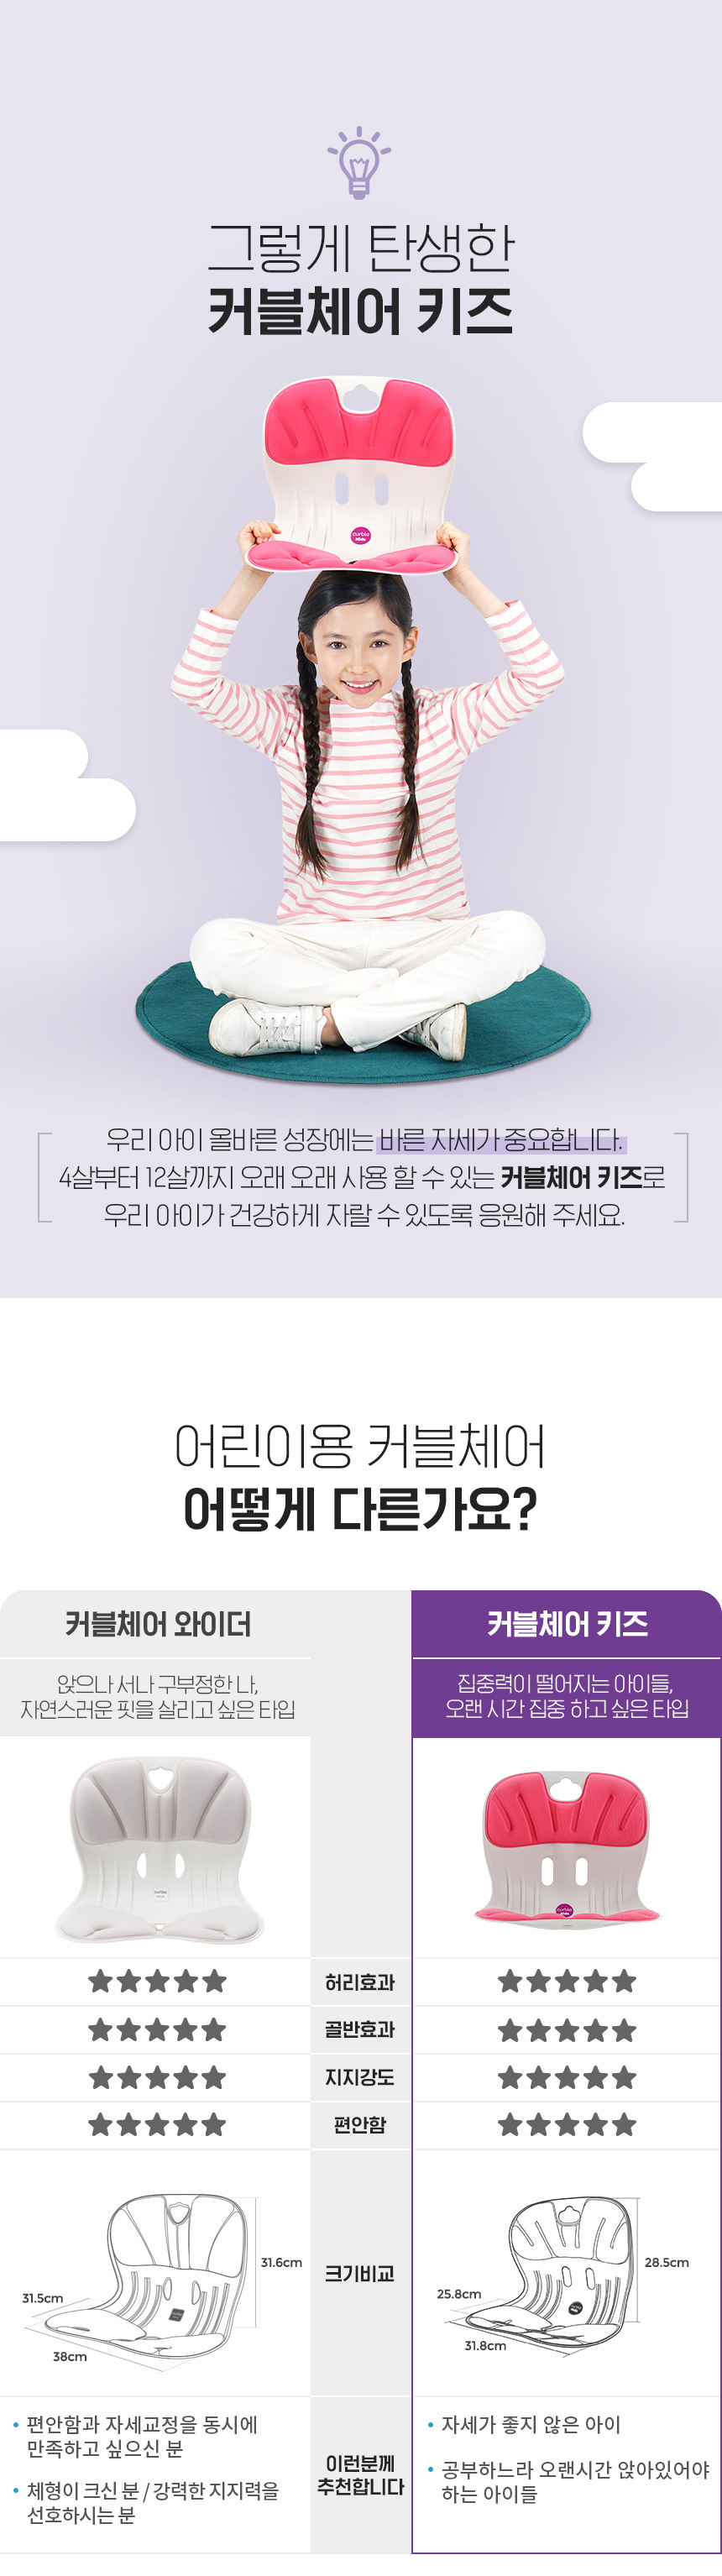 그렇게 탄생한
커블체어 키즈
curble
Kids
우리 아이 올바른 성장에는 바른 자세가 중요합니다.
4살부터 12살까지 오래 오래 사용 할 수 있는 커블체어 키즈로
우리 아이가 건강하게 자랄 수 있도록 응원해 주세요.
어린이용 커블체어
어떻게 다른가요?
커블체어 와이더
커블체어 키즈
앉으나 서나 구부정한 나,
자연스러운 핏을 살리고 싶은 타입
집중력이 떨어지는 아이들,
오랜 시간 집중 하고 싶은 타입
curble
curble
Kids
허리효과
골반효과
지지강도
편안함
31.6cm
31.5cm
38cm
크기비교
28.5cm
25.8cm
31.8cm
• 편안함과 자세교정을 동시에
만족하고 싶으신 분
• 체형이 크신 분 / 강력한 지지력을
선호하시는 분
이런분께
추천합니다
• 자세가 좋지 않은 아이
• 공부하느라 오랜시간 앉아있어야
하는 아이들